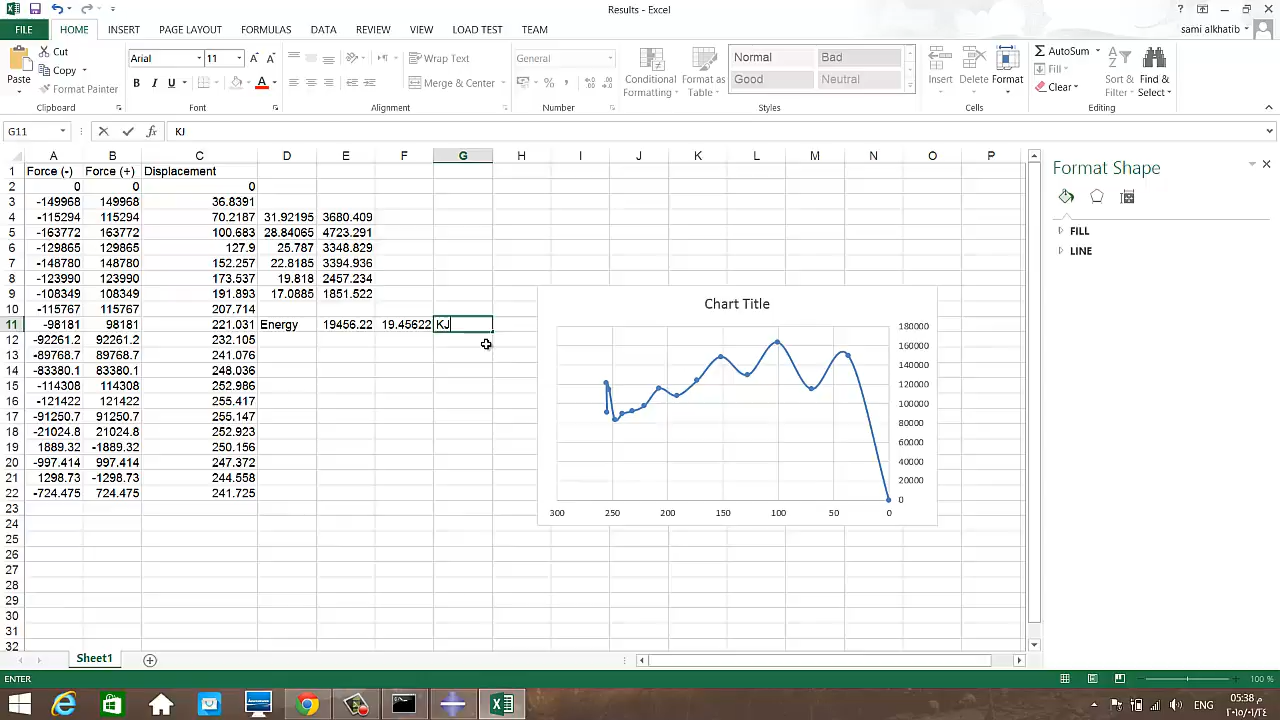 Results - Excel
FILE HOME INSERT PAGE LAYOUT FORMULAS DATA REVIEW VIEW LOAD TEST TEAM sami alkhatib
Paste Cut Copy Format Painter Clipboard
Arial 11 B I U Font
Wrap Text Merge & Center Alignment
General Number
Conditional Formatting Format as Table Normal Bad Good Neutral Styles
Insert Delete Format Cells
AutoSum Fill Clear Sort & Filter Find & Select Editing
G11 fx KJ
A B C D E F G H I J K L M N O P
1 Force (-) Force (+) Displacement
2 0 0 0
3 -149968 149968 36.8391
4 -115294 115294 70.2187 31.92195 3680.409
5 -163772 163772 100.683 28.84065 4723.291
6 -129865 129865 127.9 25.787 3348.829
7 -148780 148780 152.257 22.8185 3394.936
8 -123990 123990 173.537 19.818 2457.234
9 -108349 108349 191.893 17.0885 1851.522
10 -115767 115767 207.714
11 -98181 98181 221.031 Energy 19456.22 19.45622 KJ
12 -92261.2 92261.2 232.105
13 -89768.7 89768.7 241.076
14 -83380.1 83380.1 248.036
15 -114308 114308 252.986
16 -121422 121422 255.417
17 -91250.7 91250.7 255.147
18 -21024.8 21024.8 252.923
19 1889.32 -1889.32 250.156
20 -997.414 997.414 247.372
21 1298.73 -1298.73 244.558
22 -724.475 724.475 241.725
23
24
25
26
27
28
29
30
31
32
Chart Title
180000
160000
140000
120000
100000
80000
60000
40000
20000
0
300 250 200 150 100 50 0
Format Shape
FILL
LINE
Sheet1
ENTER 100 %
ENG 05:38 م